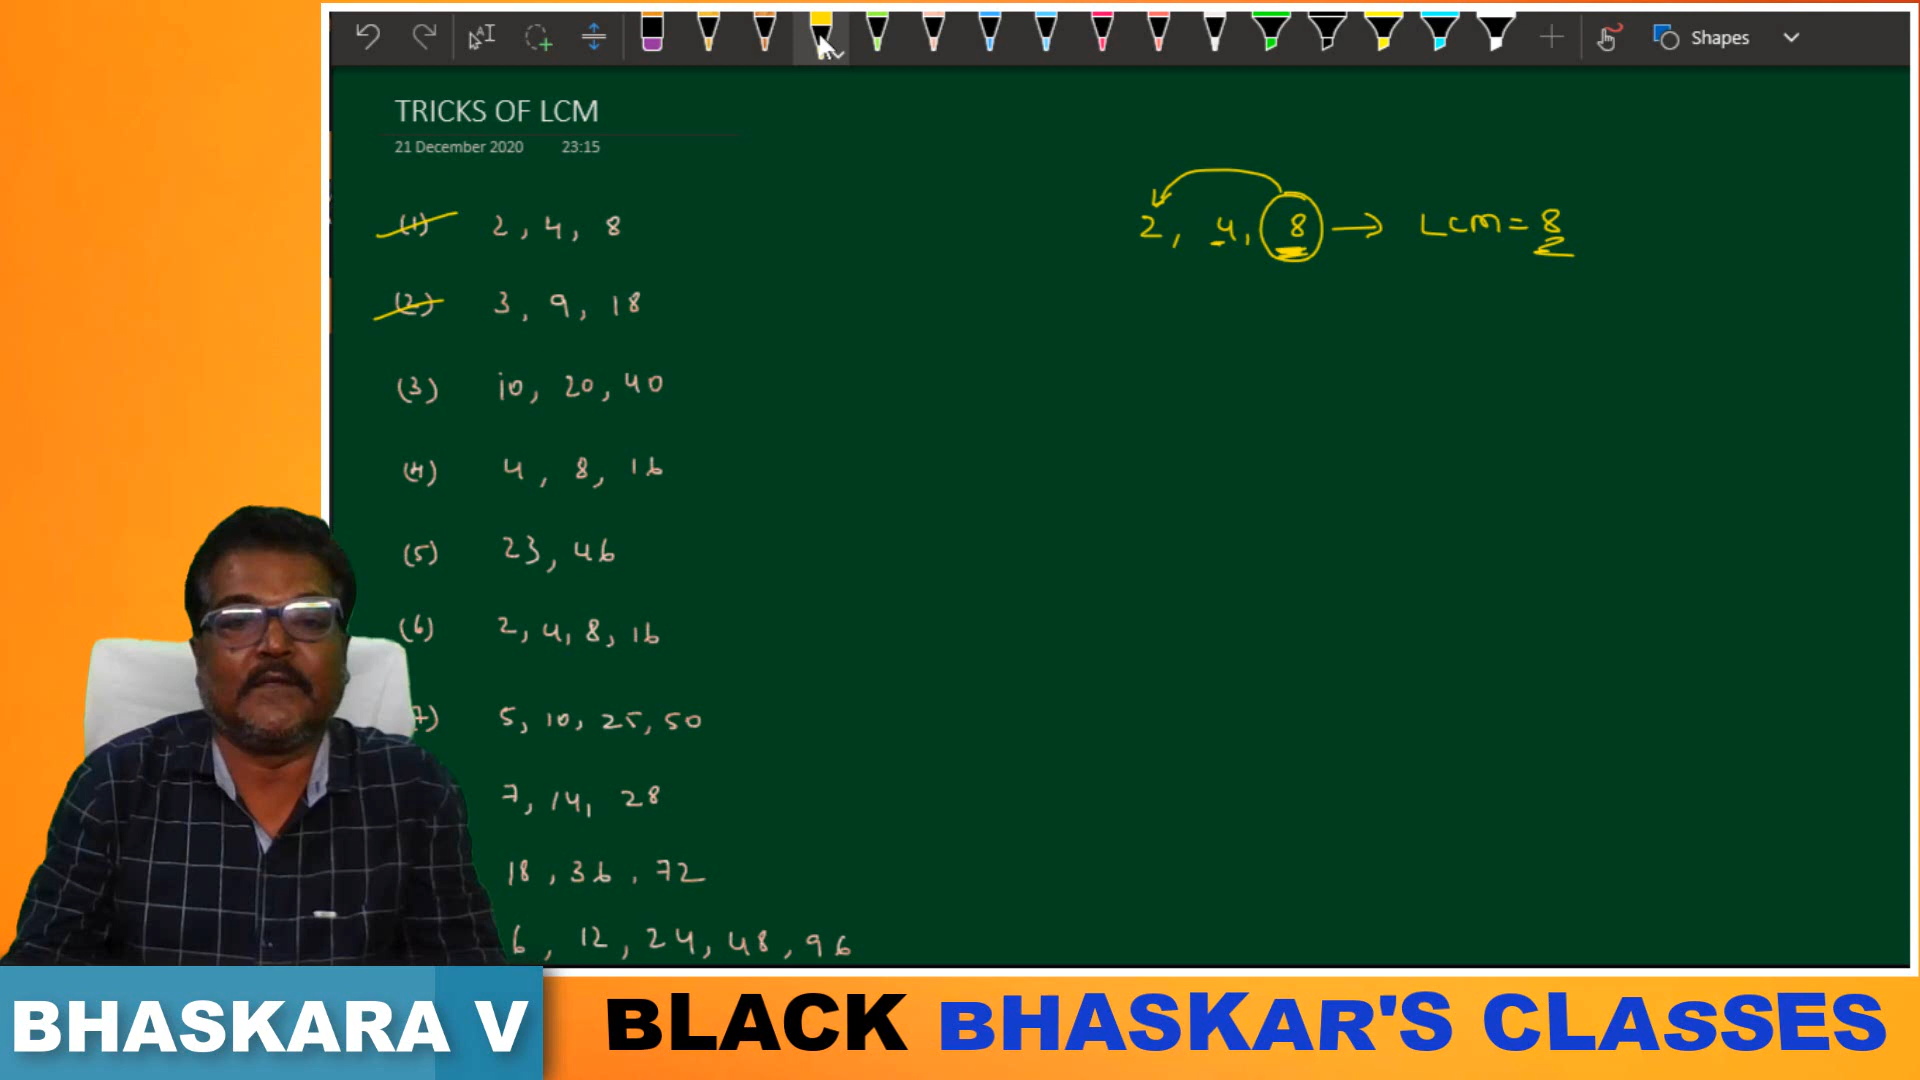 Shapes
TRICKS OF LCM
21 December 2020 23:15
(1) 2, 4, 8
2, 4, 8 → LCM = 8
(2) 3, 9, 18
(3) 10, 20, 40
(4) 4, 8, 16
(5) 23, 46
(6) 2, 4, 8, 16
7) 5, 10, 25, 50
7, 14, 28
18, 36, 72
6, 12, 24, 48, 96
BHASKARA V
BLACK BHASKAR'S CLASSES